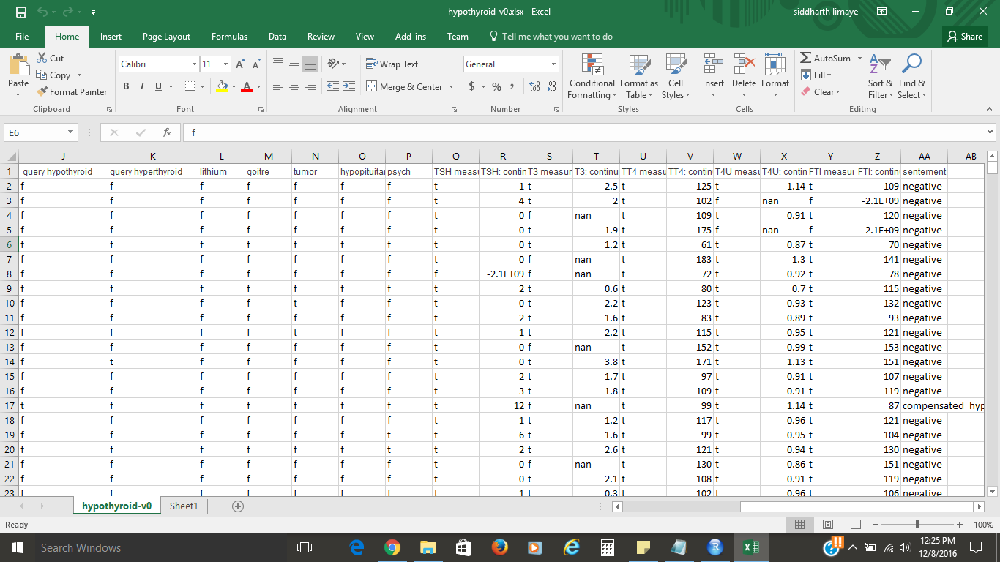 hypothyroid-v0.xlsx - Excel
siddharth limaye
File Home Insert Page Layout Formulas Data Review View Add-ins Team Tell me what you want to do Share
Paste Cut Copy Format Painter
Calibri 11
B I U A
Wrap Text
Merge & Center
General
$ % ,
Conditional Formatting Format as Table Cell Styles
Insert Delete Format
AutoSum Fill Clear
Sort & Filter Find & Select
Clipboard Font Alignment Number Styles Cells Editing
E6 fx f
J K L M N O P Q R S T U V W X Y Z AA AB
1 query hypothyroid query hyperthyroid lithium goitre tumor hypopituitar psych TSH measu TSH: contin T3 measur T3: continu TT4 measu TT4: contin T4U measu T4U: contin FTI measur FTI: continu sentement
2 f f f f f f f t 1 t 2.5 t 125 t 1.14 t 109 negative
3 f f f f f f f t 4 t 2 t 102 f nan f -2.1E+09 negative
4 f f f f f f f t 0 f nan t 109 t 0.91 t 120 negative
5 f f f f f f f t 0 t 1.9 t 175 f nan f -2.1E+09 negative
6 f f f f f f f t 0 t 1.2 t 61 t 0.87 t 70 negative
7 f f f f f f f t 0 f nan t 183 t 1.3 t 141 negative
8 f f f f f f f f -2.1E+09 f nan t 72 t 0.92 t 78 negative
9 f f f f f f f t 2 t 0.6 t 80 t 0.7 t 115 negative
10 f f f f t f f t 0 t 2.2 t 123 t 0.93 t 132 negative
11 f f f f f f f t 2 t 1.6 t 83 t 0.89 t 93 negative
12 f f f f t f f t 1 t 2.2 t 115 t 0.95 t 121 negative
13 f f f f f f f t 0 f nan t 152 t 0.99 t 153 negative
14 f t f f f f f t 0 t 3.8 t 171 t 1.13 t 151 negative
15 f f f f f f f t 2 t 1.7 t 97 t 0.91 t 107 negative
16 f f f f f f f t 3 t 1.8 t 109 t 0.91 t 119 negative
17 t f f f f f f t 12 f nan t 99 t 1.14 t 87 compensated_hyp
18 f f f f f f f t 1 t 1.2 t 117 t 0.96 t 121 negative
19 f f f f f f t t 6 t 1.6 t 99 t 0.95 t 104 negative
20 f f f f f f t t 2 t 2.6 t 121 t 0.94 t 130 negative
21 f f f f f f f t 0 f nan t 130 t 0.86 t 151 negative
22 f f f f f f f t 0 t 2.1 t 108 t 0.91 t 119 negative
23 f f f f f f f t 1 t 0.3 t 102 t 0.96 t 106 negative
hypothyroid-v0 Sheet1
Ready 100%
Search Windows
12:25 PM
12/8/2016